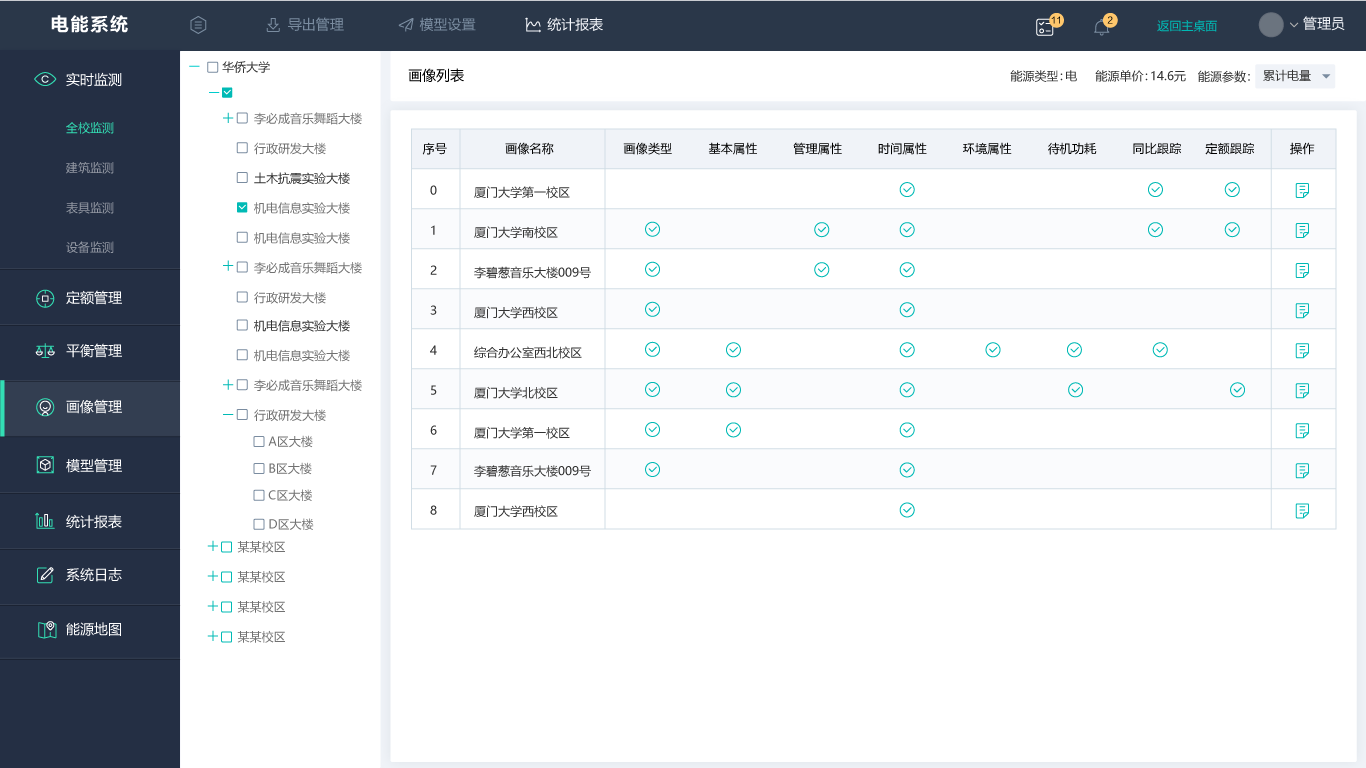 电能系统 导出管理 模型设置 统计报表 11 2 返回主桌面 管理员
实时监测
全校监测
建筑监测
表具监测
设备监测
定额管理
平衡管理
画像管理
模型管理
统计报表
系统日志
能源地图
华侨大学
李必成音乐舞蹈大楼
行政研发大楼
土木抗震实验大楼
机电信息实验大楼
机电信息实验大楼
李必成音乐舞蹈大楼
行政研发大楼
机电信息实验大楼
机电信息实验大楼
李必成音乐舞蹈大楼
行政研发大楼
A区大楼
B区大楼
C区大楼
D区大楼
某某校区
某某校区
某某校区
某某校区
画像列表 能源类型:电 能源单价:14.6元 能源参数: 累计电量
序号 画像名称 画像类型 基本属性 管理属性 时间属性 环境属性 待机功耗 同比跟踪 定额跟踪 操作
0 厦门大学第一校区
1 厦门大学南校区
2 李碧葱音乐大楼009号
3 厦门大学西校区
4 综合办公室西北校区
5 厦门大学北校区
6 厦门大学第一校区
7 李碧葱音乐大楼009号
8 厦门大学西校区